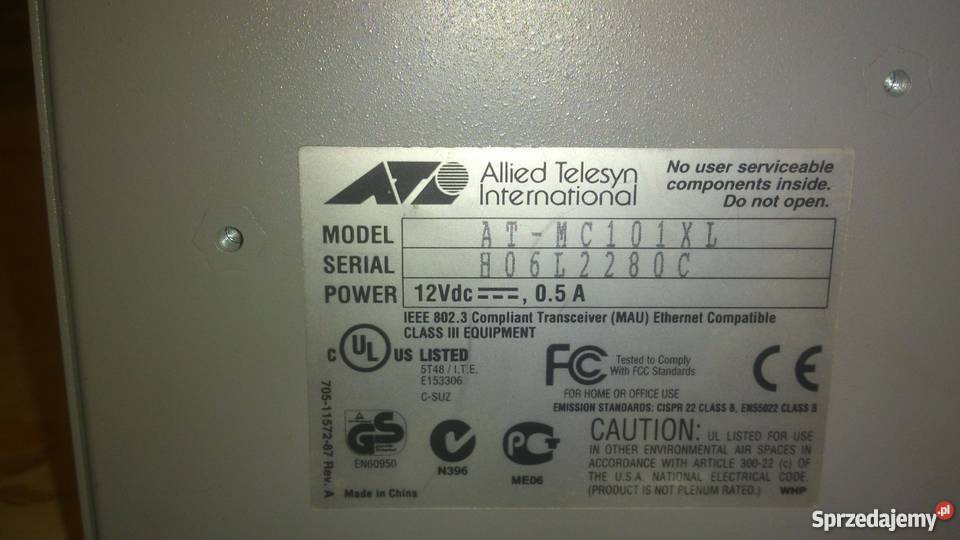 Allied Telesyn
International
No user serviceable
components inside.
Do not open.
MODEL AT-MC101XL
SERIAL H06L2280C
POWER 12Vdc ⎓, 0.5 A
IEEE 802.3 Compliant Transceiver (MAU) Ethernet Compatible
CLASS III EQUIPMENT
C UL US LISTED
5T48 / I.T.E.
E153306
C-SUZ
FC Tested to Comply
With FCC Standards
FOR HOME OR OFFICE USE
CE
EMISSION STANDARDS: CISPR 22 CLASS B, EN55022 CLASS B
705-11572-87 Rev. A
GS
EN60950
N396
ME06
CAUTION: UL LISTED FOR USE
IN OTHER ENVIRONMENTAL AIR SPACES IN
ACCORDANCE WITH ARTICLE 300-22 (c) OF
THE U.S.A. NATIONAL ELECTRICAL CODE.
(PRODUCT IS NOT PLENUM RATED.) WHP
Made in China
Sprzedajemy.pl